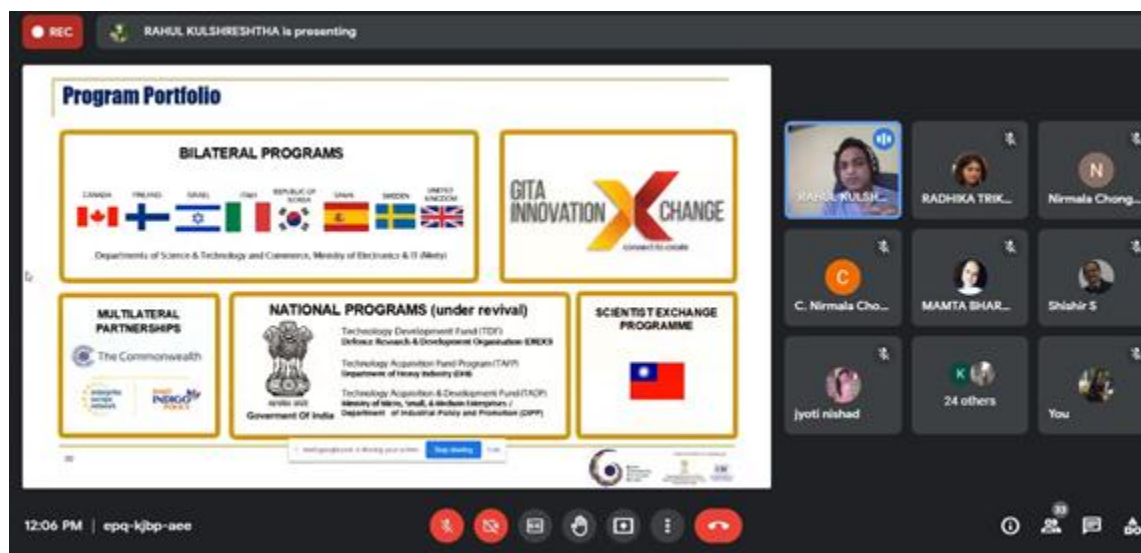 REC
RAHUL KULSHRESHTHA is presenting
Program Portfolio
BILATERAL PROGRAMS
CANADA FINLAND ISRAEL ITALY REPUBLIC OF KOREA SPAIN SWEDEN UNITED KINGDOM
Departments of Science & Technology and Commerce, Ministry of Electronics & IT (Meity)
GITA
INNOVATION
CHANGE
connect to create
MULTILATERAL
PARTNERSHIPS
The Commonwealth
enterprise
europe
network
INDIGO
POLICY
NATIONAL PROGRAMS (under revival)
Technology Development Fund (TDF)
Defence Research & Development Organisation (DRDO)
Technology Acquisition Fund Program (TAFP)
Department of Heavy Industry (DHI)
Technology Acquisition & Development Fund (TADF)
Ministry of Micro, Small, & Medium Enterprises /
Department of Industrial Policy and Promotion (DIPP)
Goverment Of India
SCIENTIST EXCHANGE
PROGRAMME
Stop sharing
RAHUL KULSH...
RADHIKA TRIK...
N
Nirmala Chong...
C
C. Nirmala Cho...
MAMTA BHAR...
Shishir S
jyoti nishad
K
24 others
You
12:06 PM | epq-kjbp-aee
33